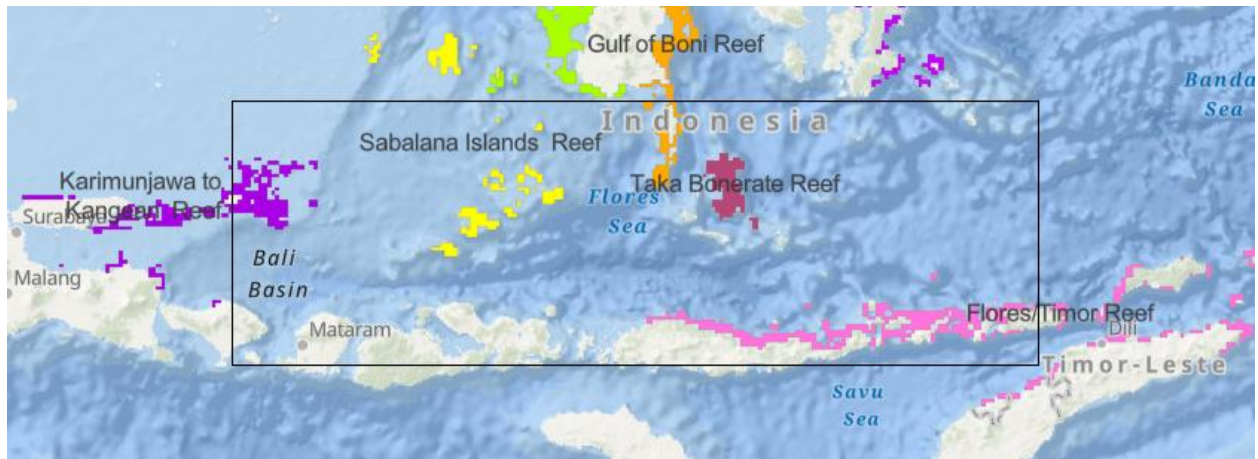 Gulf of Boni Reef
Banda
Sea
Indonesia
Sabalana Islands Reef
Karimunjawa to
Taka Bonerate Reef
Flores
Sea
Kangean Reef
Bali
Basin
Malang
Mataram
Flores/Timor Reef
Dili
Timor-Leste
Savu
Sea